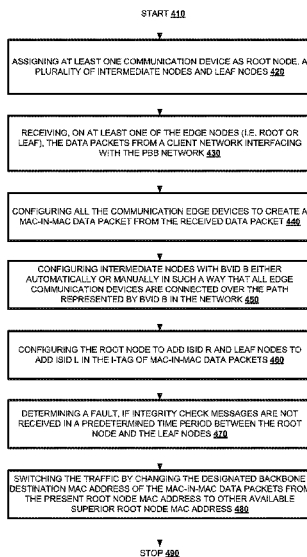 START 410
ASSIGNING AT LEAST ONE COMMUNICATION DEVICE AS ROOT NODE, A
PLURALITY OF INTERMEDIATE NODES AND LEAF NODES 420
RECEIVING, ON AT LEAST ONE OF THE EDGE NODES (I.E. ROOT OR
LEAF), THE DATA PACKETS FROM A CLIENT NETWORK INTERFACING
WITH THE PBB NETWORK 430
CONFIGURING ALL THE COMMUNICATION EDGE DEVICES TO CREATE A
MAC-IN-MAC DATA PACKET FROM THE RECEIVED DATA PACKET 440
CONFIGURING INTERMEDIATE NODES WITH BVID B EITHER
AUTOMATICALLY OR MANUALLY IN SUCH A WAY THAT ALL EDGE
COMMUNICATION DEVICES ARE CONNECTED OVER THE PATH
REPRESENTED BY BVID B IN THE NETWORK 450
CONFIGURING THE ROOT NODE TO ADD ISID R AND LEAF NODES TO
ADD ISID L IN THE I-TAG OF MAC-IN-MAC DATA PACKETS 460
DETERMINING A FAULT, IF INTEGRITY CHECK MESSAGES ARE NOT
RECEIVED IN A PREDETERMINED TIME PERIOD BETWEEN THE ROOT
NODE AND THE LEAF NODES 470
SWITCHING THE TRAFFIC BY CHANGING THE DESIGNATED BACKBONE
DESTINATION MAC ADDRESS OF THE MAC-IN-MAC DATA PACKETS FROM
THE PRESENT ROOT NODE MAC ADDRESS TO OTHER AVAILABLE
SUPERIOR ROOT NODE MAC ADDRESS 480
STOP 490